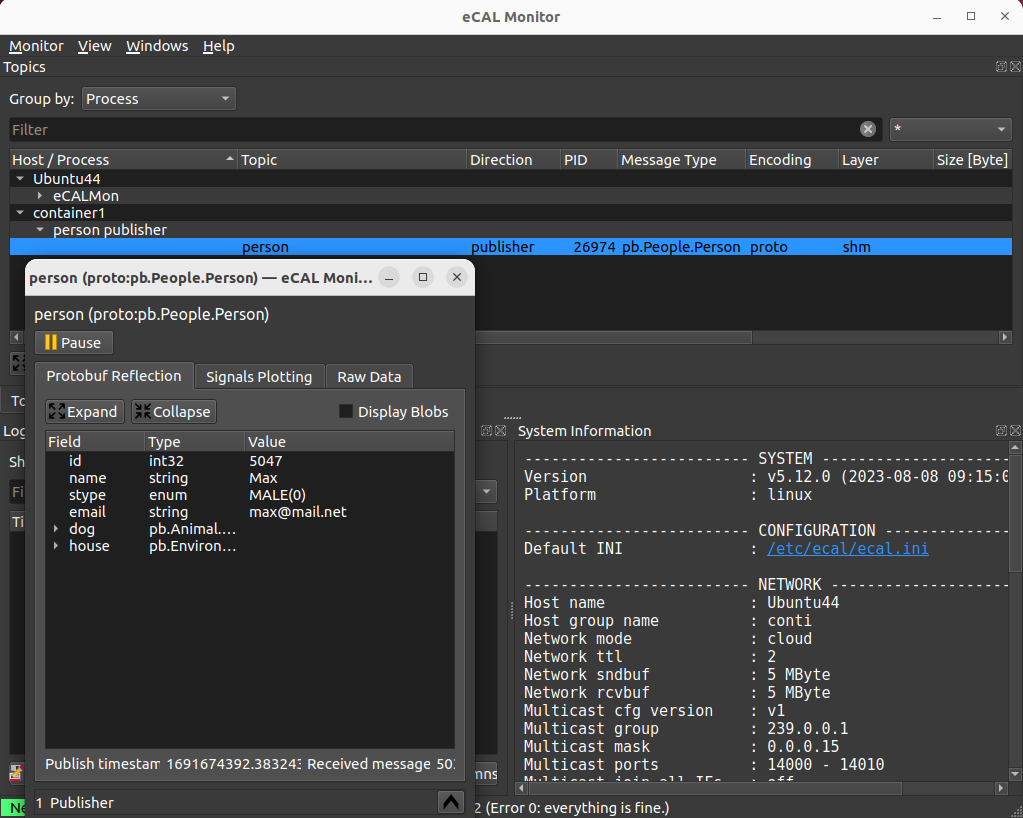 eCAL Monitor
Monitor View Windows Help
Topics
Group by: Process
Filter *
Host / Process Topic Direction PID Message Type Encoding Layer Size [Byte]
Ubuntu44
eCALMon
container1
person publisher
person publisher 26974 pb.People.Person proto shm
person (proto:pb.People.Person) — eCAL Moni...
person (proto:pb.People.Person)
Pause
Protobuf Reflection Signals Plotting Raw Data
Expand Collapse Display Blobs
Field Type Value
id int32 5047
name string Max
stype enum MALE(0)
email string max@mail.net
dog pb.Animal....
house pb.Environ...
Publish timestam 1691674392.383243 Received message 503
1 Publisher
System Information
------------------------- SYSTEM ---------------------
Version : v5.12.0 (2023-08-08 09:15:0
Platform : linux
------------------------- CONFIGURATION ---------------
Default INI : /etc/ecal/ecal.ini
------------------------- NETWORK --------------------
Host name : Ubuntu44
Host group name : conti
Network mode : cloud
Network ttl : 2
Network sndbuf : 5 MByte
Network rcvbuf : 5 MByte
Multicast cfg version : v1
Multicast group : 239.0.0.1
Multicast mask : 0.0.0.15
Multicast ports : 14000 - 14010
Multicast join all IFs : off
2 (Error 0: everything is fine.)